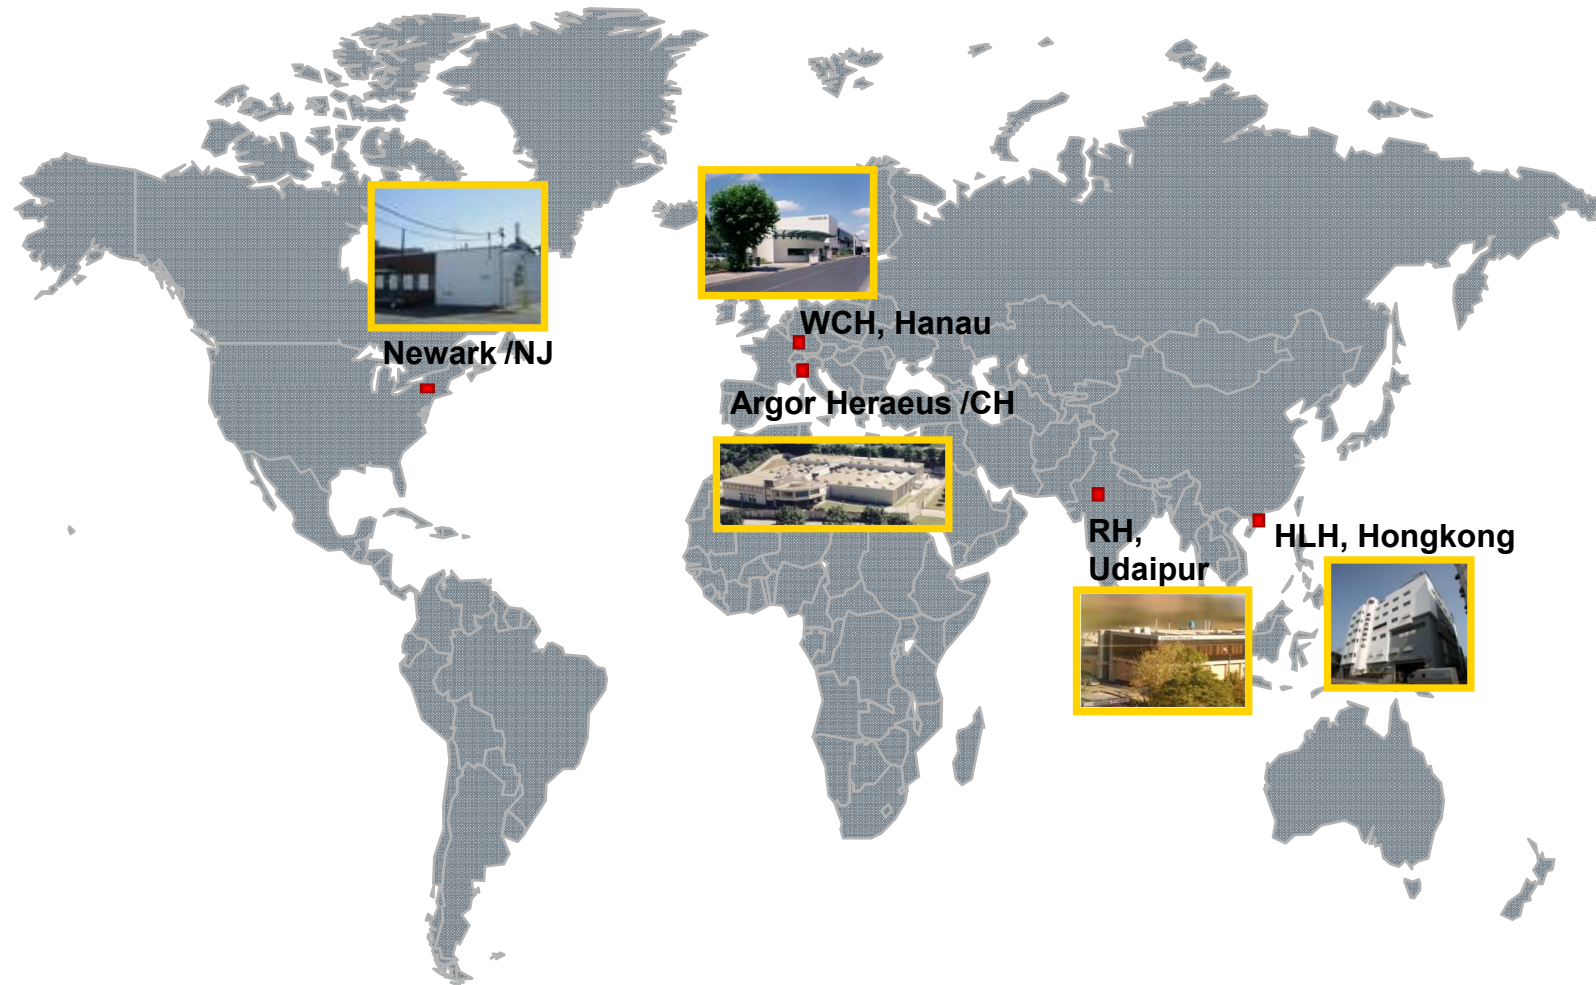 WCH, Hanau
Newark /NJ
Argor Heraeus /CH
RH,
Udaipur
HLH, Hongkong